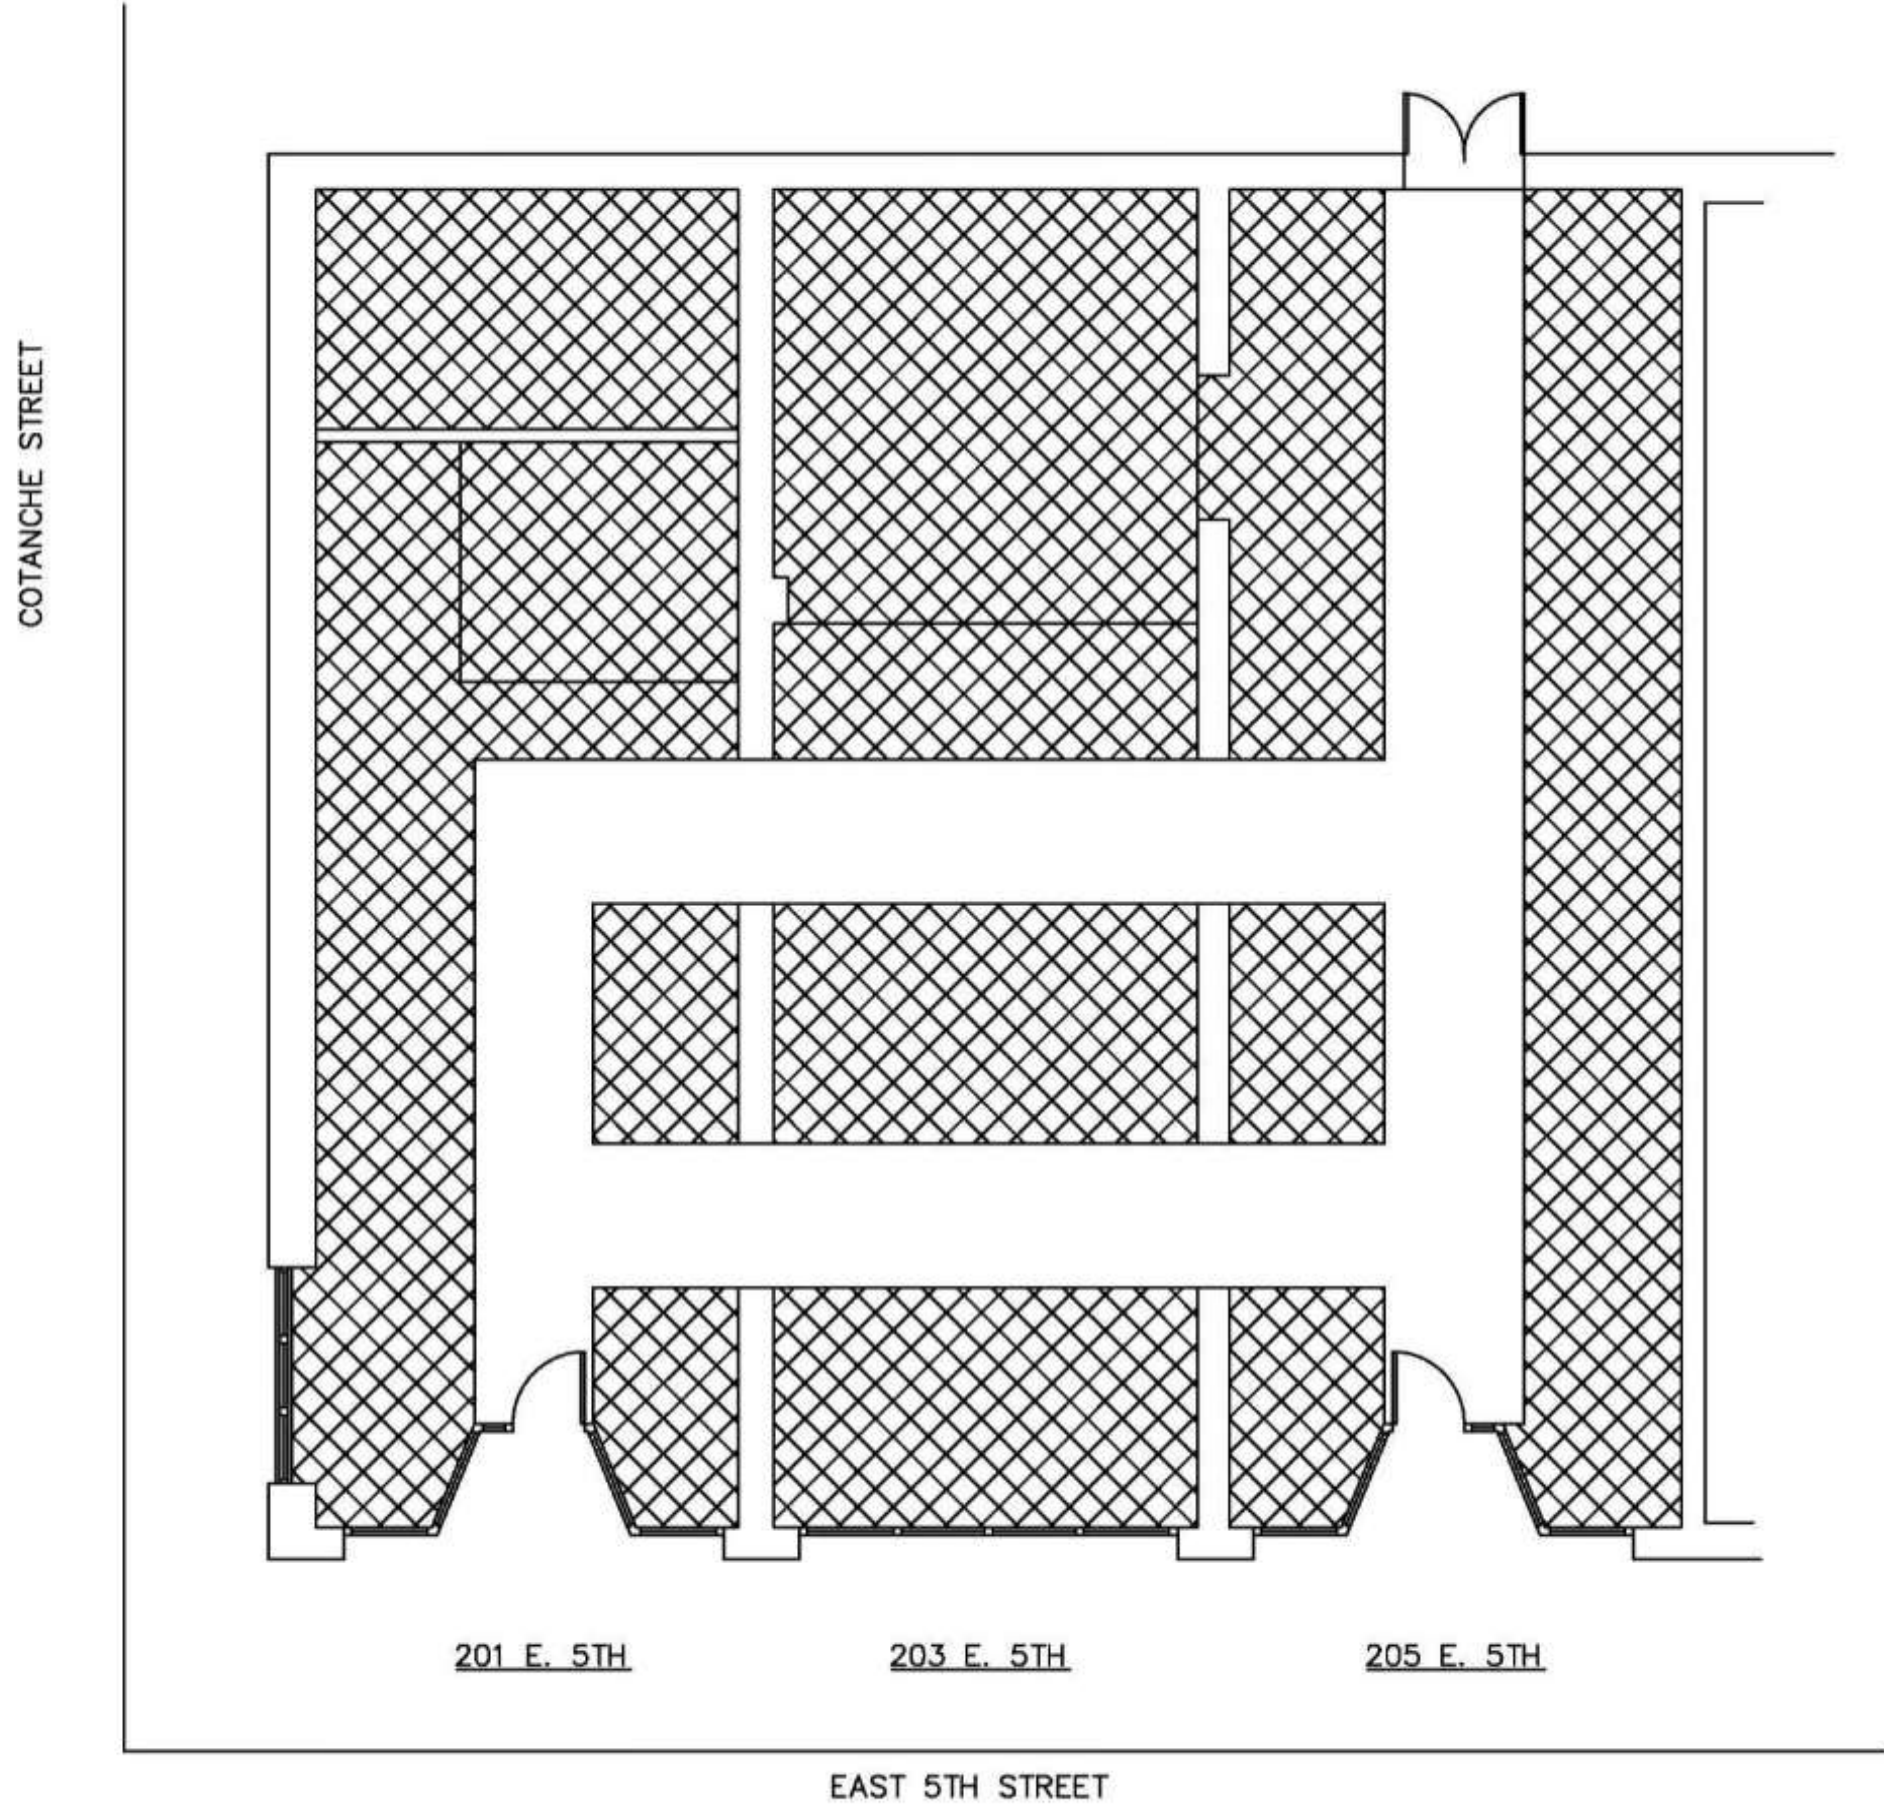 COTANCHE STREET
201 E. 5TH
203 E. 5TH
205 E. 5TH
EAST 5TH STREET